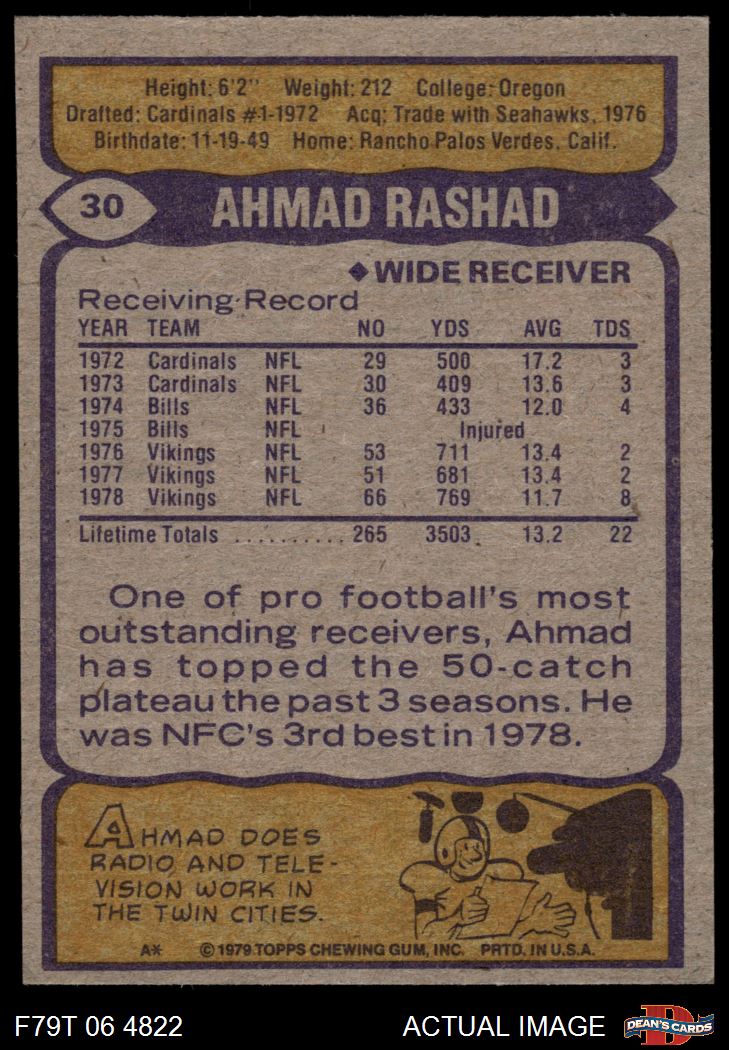 Height: 6'2" Weight: 212 College: Oregon
Drafted: Cardinals #1-1972 Acq: Trade with Seahawks, 1976
Birthdate: 11-19-49 Home: Rancho Palos Verdes, Calif.
30 AHMAD RASHAD
◆WIDE RECEIVER
Receiving Record
YEAR TEAM NO YDS AVG TDS
1972 Cardinals NFL 29 500 17.2 3
1973 Cardinals NFL 30 409 13.6 3
1974 Bills NFL 36 433 12.0 4
1975 Bills NFL Injured
1976 Vikings NFL 53 711 13.4 2
1977 Vikings NFL 51 681 13.4 2
1978 Vikings NFL 66 769 11.7 8
Lifetime Totals .......... 265 3503 13.2 22
One of pro football's most
outstanding receivers, Ahmad
has topped the 50-catch
plateau the past 3 seasons. He
was NFC's 3rd best in 1978.
AHMAD DOES
RADIO AND TELE-
VISION WORK IN
THE TWIN CITIES.
A* © 1979 TOPPS CHEWING GUM, INC. PRTD. IN U.S.A.
F79T 06 4822 ACTUAL IMAGE D DEAN'S CARDS